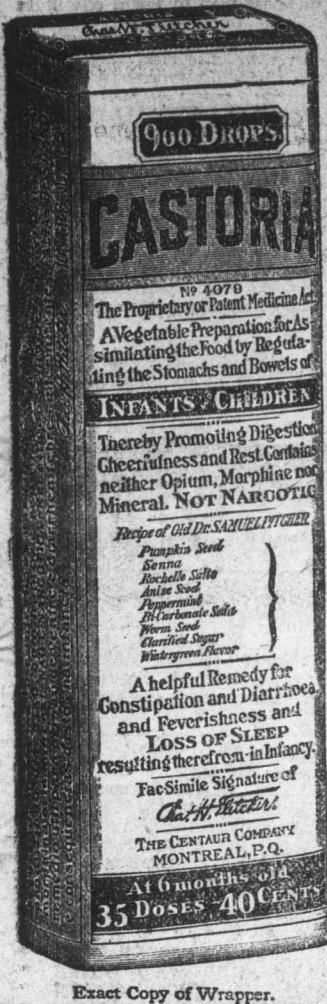 CASTORIA
Chas. H. Fletcher
900 DROPS
CASTORIA
Nº 4079
The Proprietary or Patent Medicine Act
A Vegetable Preparation for As
similating the Food by Regula-
ting the Stomachs and Bowels of
INFANTS & CHILDREN
Thereby Promoting Digestion
Cheerfulness and Rest. Contains
neither Opium, Morphine nor
Mineral. NOT NARCOTIC
Recipe of Old Dr. SAMUEL PITCHER
Pumpkin Seed
Senna
Rochelle Salts
Anise Seed
Peppermint
Bi Carbonate Soda
Worm Seed
Clarified Sugar
Wintergreen Flavor
A helpful Remedy for
Constipation and Diarrhoea,
and Feverishness and
LOSS OF SLEEP
resulting therefrom-in Infancy.
Fac Simile Signature of
Chas. H. Fletcher.
THE CENTAUR COMPANY
MONTREAL, P.Q.
At 6 months old
35 DOSES - 40 CENTS
Exact Copy of Wrapper.